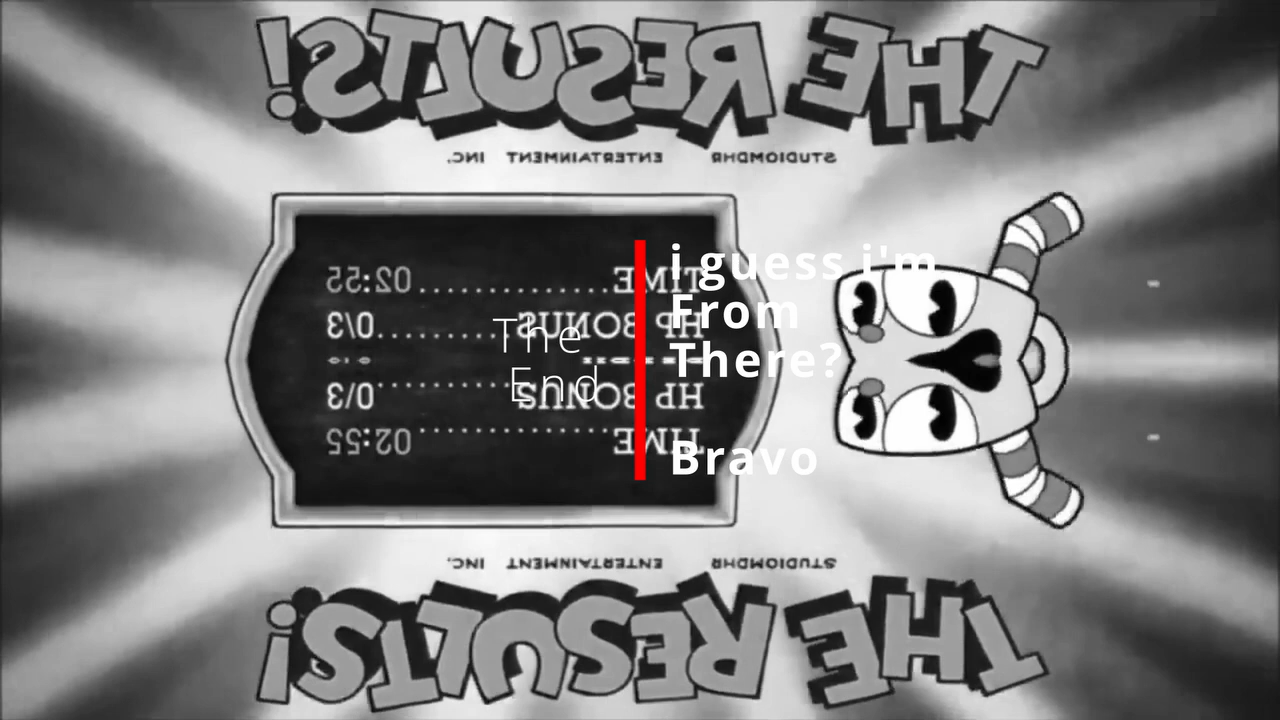 THE RESULTS!
STUDIOMDHR ENTERTAINMENT INC.
TIME..............02:55
HP BONUS..........0/3
HP BONUS..........0/3
TIME..............02:55
The
End
i guess i'm
From
There?
Bravo
STUDIOMDHR ENTERTAINMENT INC.
THE RESULTS!